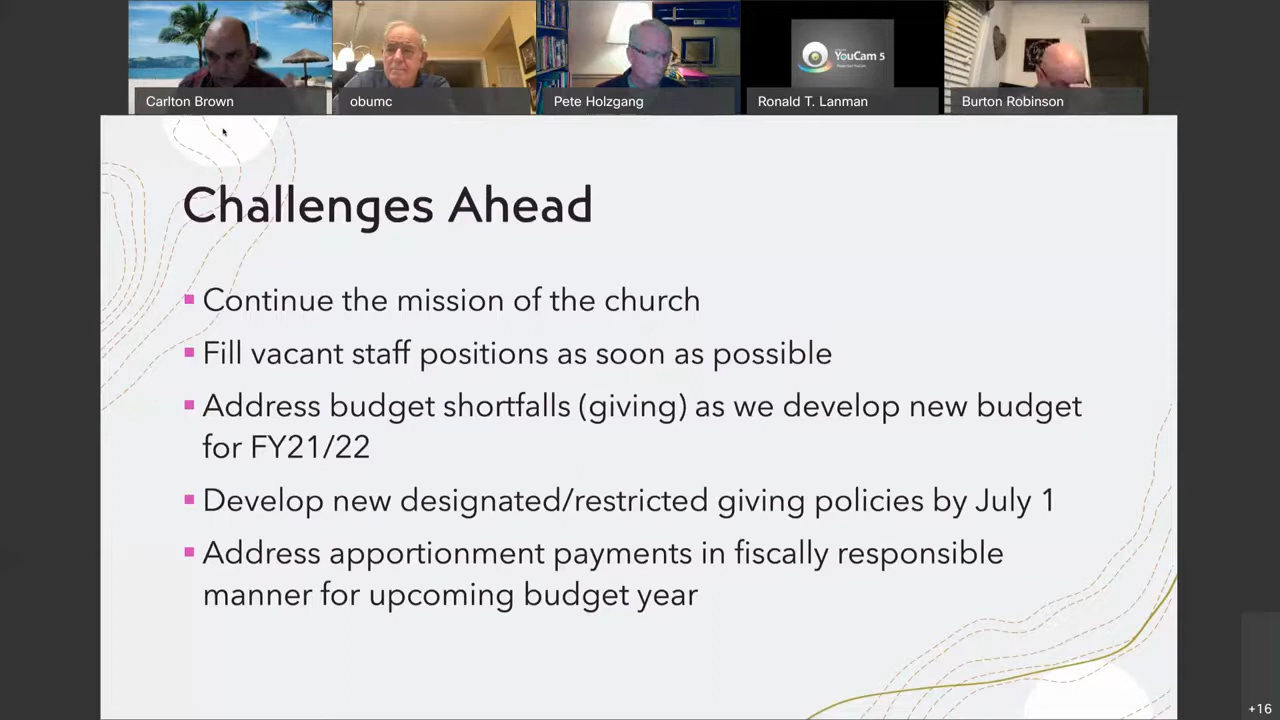 YouCam 5
Carlton Brown
obumc
Pete Holzgang
Ronald T. Lanman
Burton Robinson
Challenges Ahead
Continue the mission of the church
Fill vacant staff positions as soon as possible
Address budget shortfalls (giving) as we develop new budget
for FY21/22
Develop new designated/restricted giving policies by July 1
Address apportionment payments in fiscally responsible
manner for upcoming budget year
+16